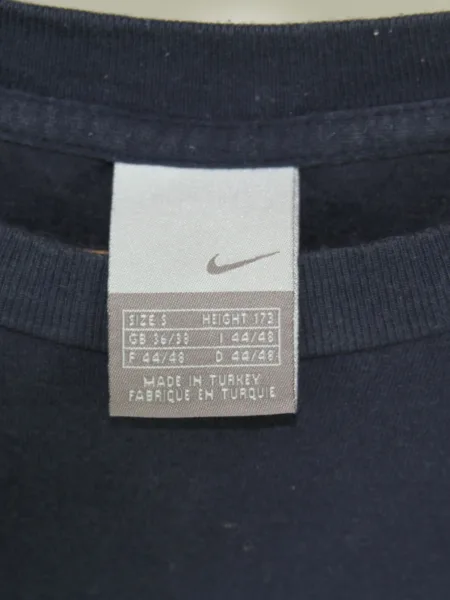 SIZE S HEIGHT 173
GB 36/38 I 44/48
F 44/48 D 44/48
MADE IN TURKEY
FABRIQUE EN TURQUIE